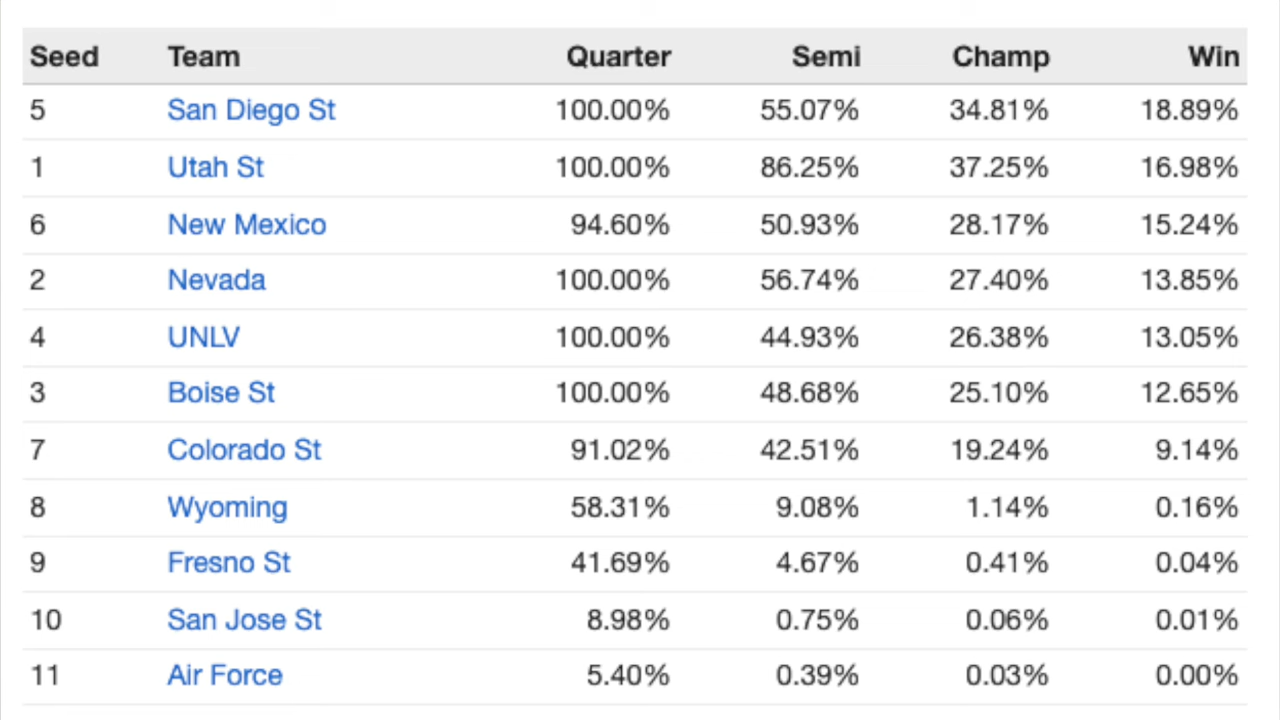 Seed Team Quarter Semi Champ Win
5 San Diego St 100.00% 55.07% 34.81% 18.89%
1 Utah St 100.00% 86.25% 37.25% 16.98%
6 New Mexico 94.60% 50.93% 28.17% 15.24%
2 Nevada 100.00% 56.74% 27.40% 13.85%
4 UNLV 100.00% 44.93% 26.38% 13.05%
3 Boise St 100.00% 48.68% 25.10% 12.65%
7 Colorado St 91.02% 42.51% 19.24% 9.14%
8 Wyoming 58.31% 9.08% 1.14% 0.16%
9 Fresno St 41.69% 4.67% 0.41% 0.04%
10 San Jose St 8.98% 0.75% 0.06% 0.01%
11 Air Force 5.40% 0.39% 0.03% 0.00%